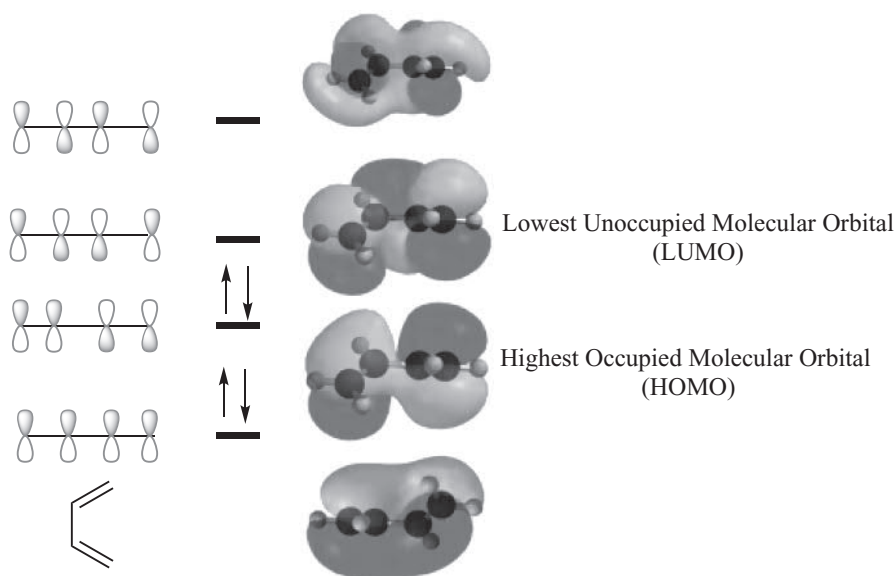 Lowest Unoccupied Molecular Orbital
(LUMO)
Highest Occupied Molecular Orbital
(HOMO)